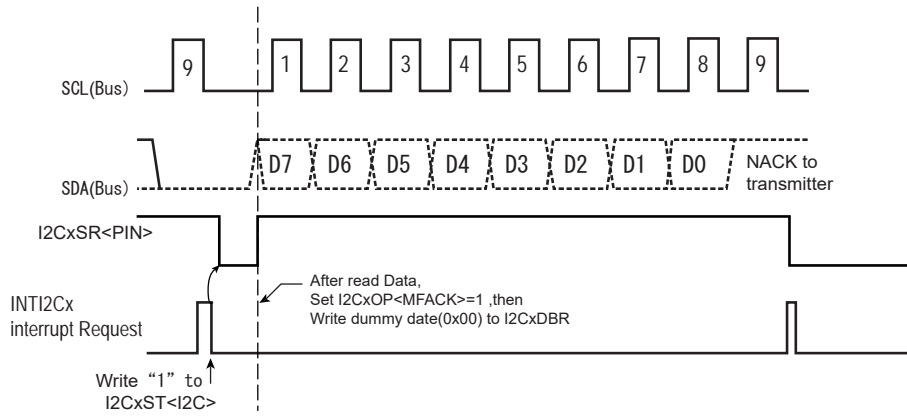 9 1 2 3 4 5 6 7 8 9
SCL(Bus)
D7 D6 D5 D4 D3 D2 D1 D0 NACK to
transmitter
SDA(Bus)
I2CxSR<PIN>
After read Data,
Set I2CxOP<MFACK>=1 ,then
Write dummy date(0x00) to I2CxDBR
INTI2Cx
interrupt Request
Write “1” to
I2CxST<I2C>